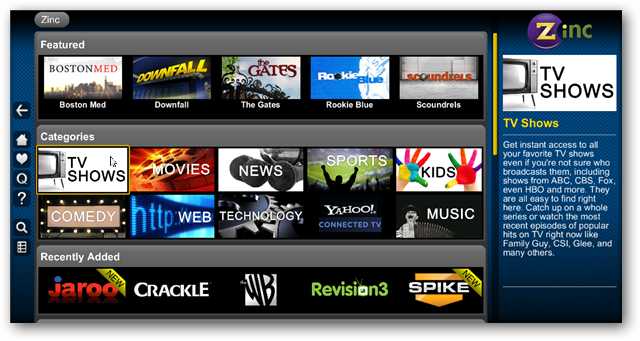 Zinc
Zinc
Featured
BOSTONMED
DOWNFALL
THE GATES
Rookie Blue
scoundrels
Boston Med
Downfall
The Gates
Rookie Blue
Scoundrels
Categories
TV SHOWS
MOVIES
NEWS
SPORTS
KIDS
COMEDY
http: WEB
TECHNOLOGY
YAHOO! CONNECTED TV
MUSIC
Recently Added
jaroo NEW
CRACKLE
THE WB
Revision3
SPIKE NEW
TV
SHOWS
TV Shows
Get instant access to all
your favorite TV shows
even if you're not sure who
broadcasts them, including
shows from ABC, CBS, Fox,
even HBO and more. They
are all easy to find right
here. Catch up on a whole
series or watch the most
recent episodes of popular
hits on TV right now like
Family Guy, CSI, Glee, and
many others.